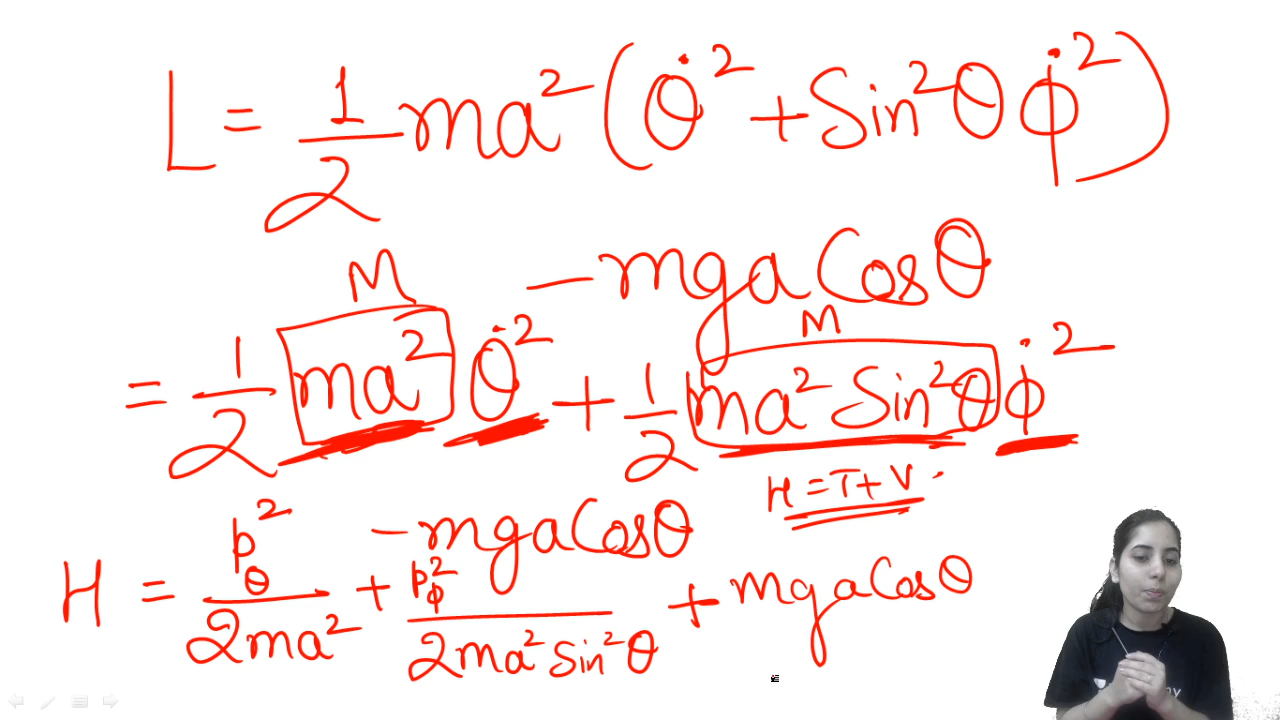 L = 1/2 ma² (θ̇² + Sin²θ φ̇²)
− mga Cosθ
M M
= 1/2 ma² θ̇² + 1/2 ma² Sin²θ φ̇²
H = T + V
− mga Cosθ
H = p_θ²/2ma² + p_φ²/2ma² Sin²θ + mga Cosθ